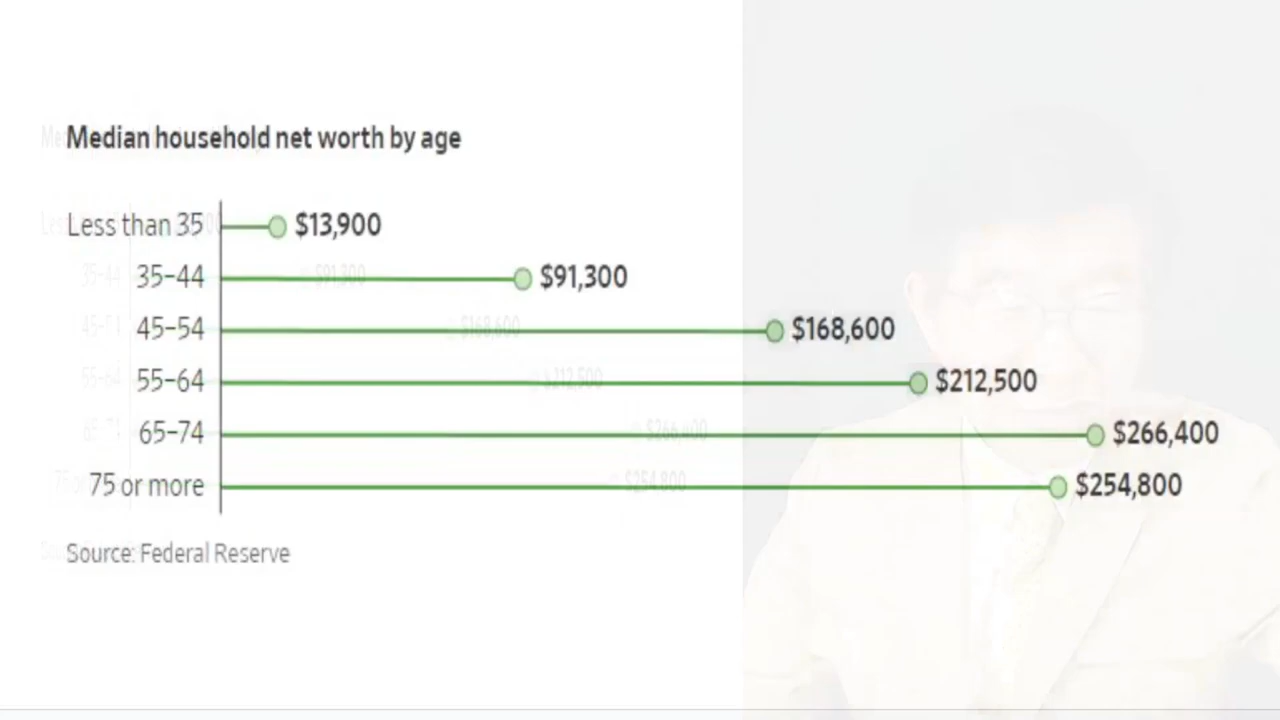 Median household net worth by age
Less than 35 $13,900
35–44 $91,300
45–54 $168,600
55–64 $212,500
65–74 $266,400
75 or more $254,800
Source: Federal Reserve